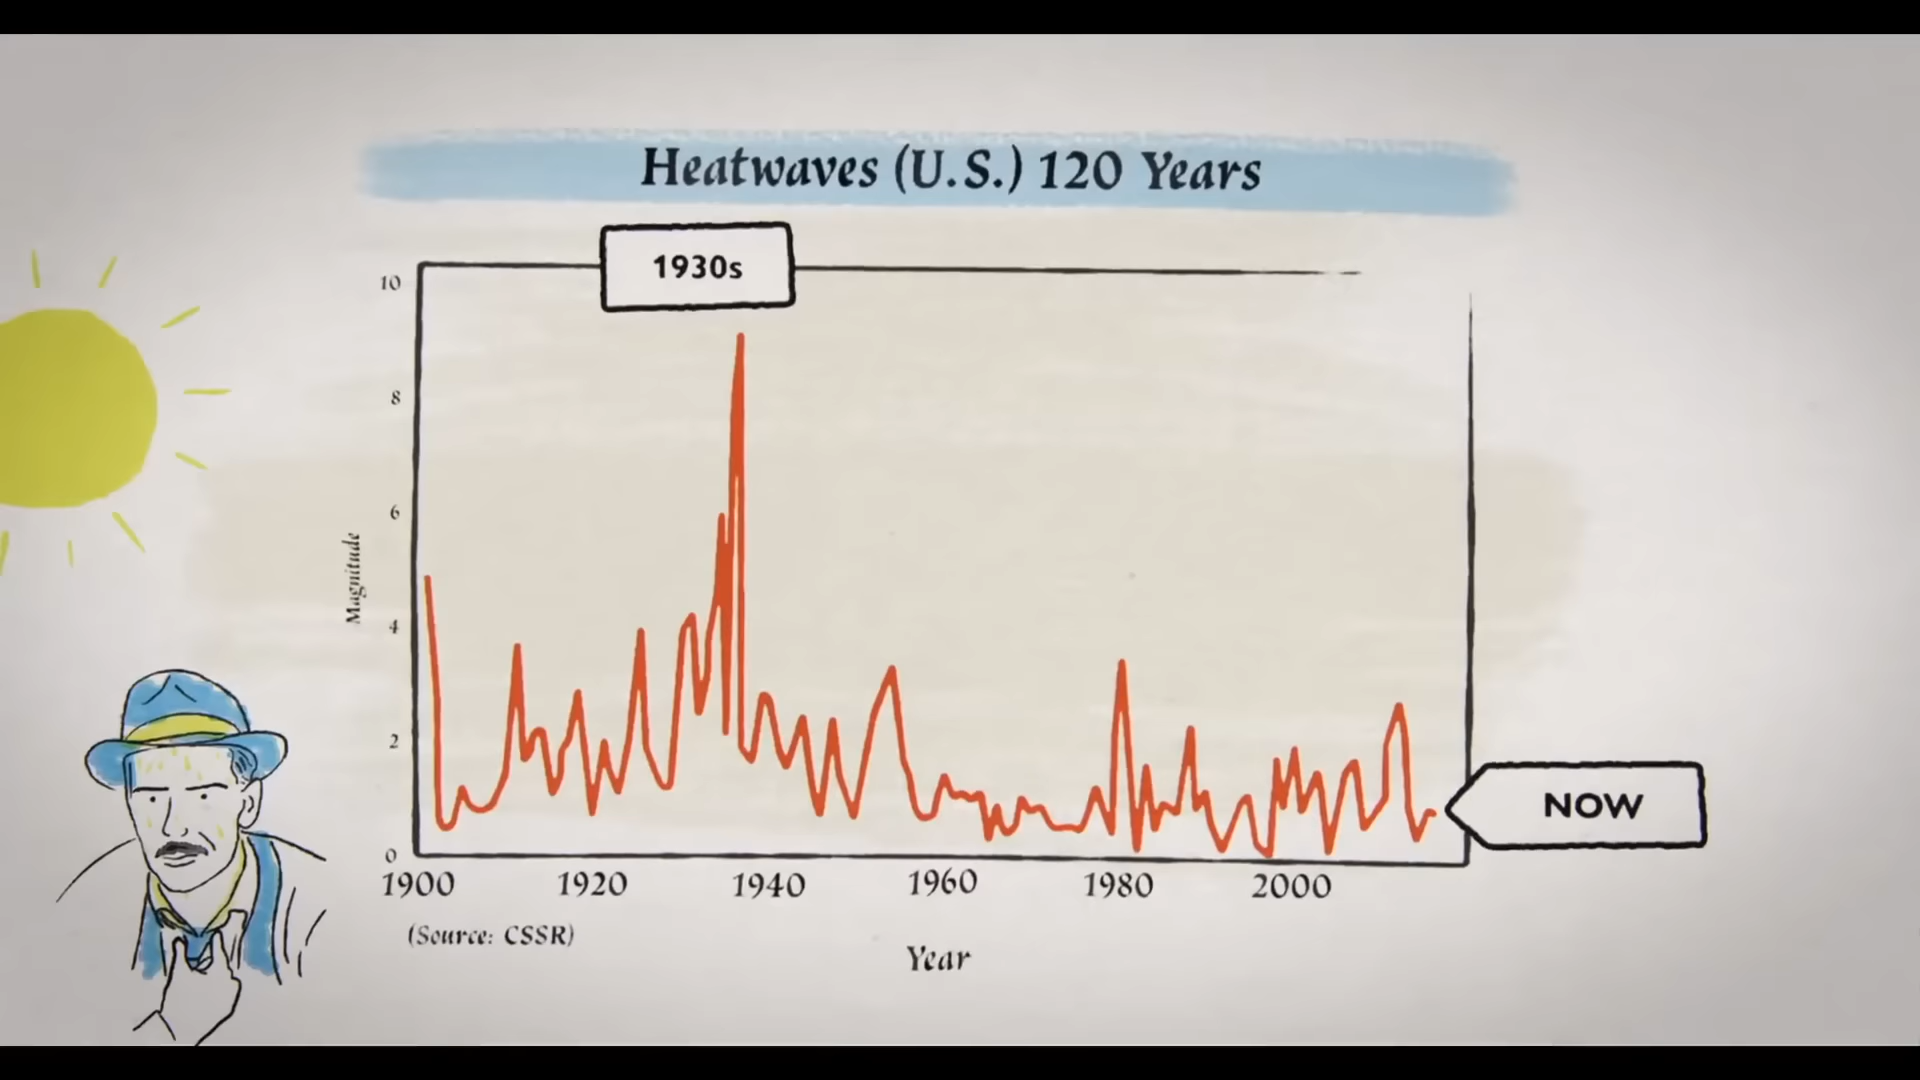 Heatwaves (U.S.) 120 Years
1930s
10
8
6
4
2
0
Magnitude
NOW
1900 1920 1940 1960 1980 2000
(Source: CSSR)
Year